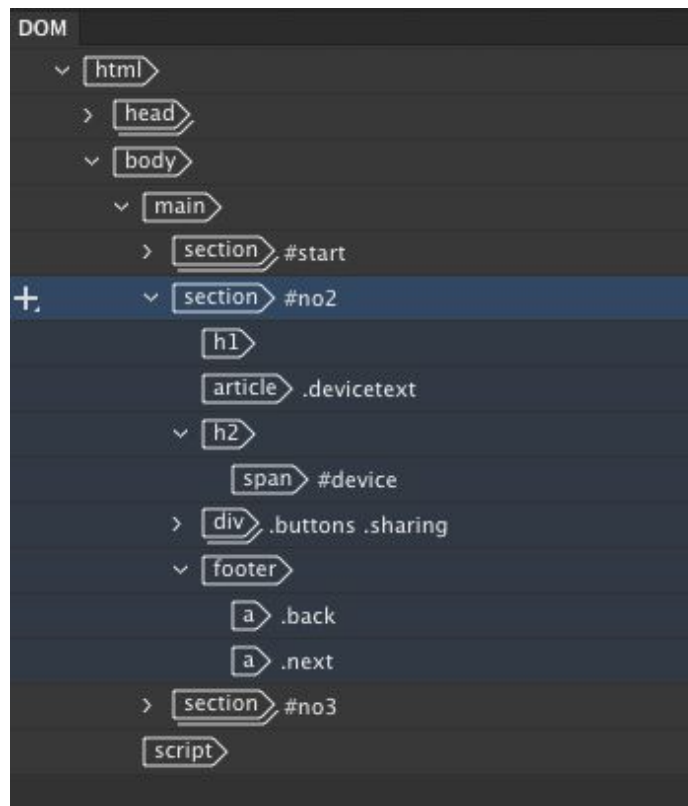 DOM
html
head
body
main
section #start
section #no2
h1
article .devicetext
h2
span #device
div .buttons .sharing
footer
a .back
a .next
section #no3
script